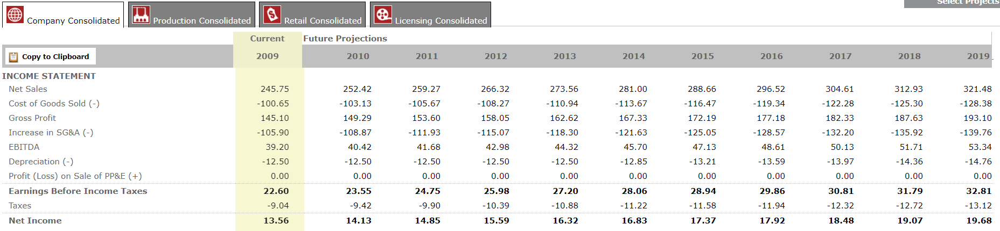 Select Projects
Company Consolidated Production Consolidated Retail Consolidated Licensing Consolidated
Current Future Projections
Copy to Clipboard 2009 2010 2011 2012 2013 2014 2015 2016 2017 2018 2019
INCOME STATEMENT
Net Sales 245.75 252.42 259.27 266.32 273.56 281.00 288.66 296.52 304.61 312.93 321.48
Cost of Goods Sold (-) -100.65 -103.13 -105.67 -108.27 -110.94 -113.67 -116.47 -119.34 -122.28 -125.30 -128.38
Gross Profit 145.10 149.29 153.60 158.05 162.62 167.33 172.19 177.18 182.33 187.63 193.10
Increase in SG&A (-) -105.90 -108.87 -111.93 -115.07 -118.30 -121.63 -125.05 -128.57 -132.20 -135.92 -139.76
EBITDA 39.20 40.42 41.68 42.98 44.32 45.70 47.13 48.61 50.13 51.71 53.34
Depreciation (-) -12.50 -12.50 -12.50 -12.50 -12.50 -12.85 -13.21 -13.59 -13.97 -14.36 -14.76
Profit (Loss) on Sale of PP&E (+) 0.00 0.00 0.00 0.00 0.00 0.00 0.00 0.00 0.00 0.00 0.00
Earnings Before Income Taxes 22.60 23.55 24.75 25.98 27.20 28.06 28.94 29.86 30.81 31.79 32.81
Taxes -9.04 -9.42 -9.90 -10.39 -10.88 -11.22 -11.58 -11.94 -12.32 -12.72 -13.12
Net Income 13.56 14.13 14.85 15.59 16.32 16.83 17.37 17.92 18.48 19.07 19.68